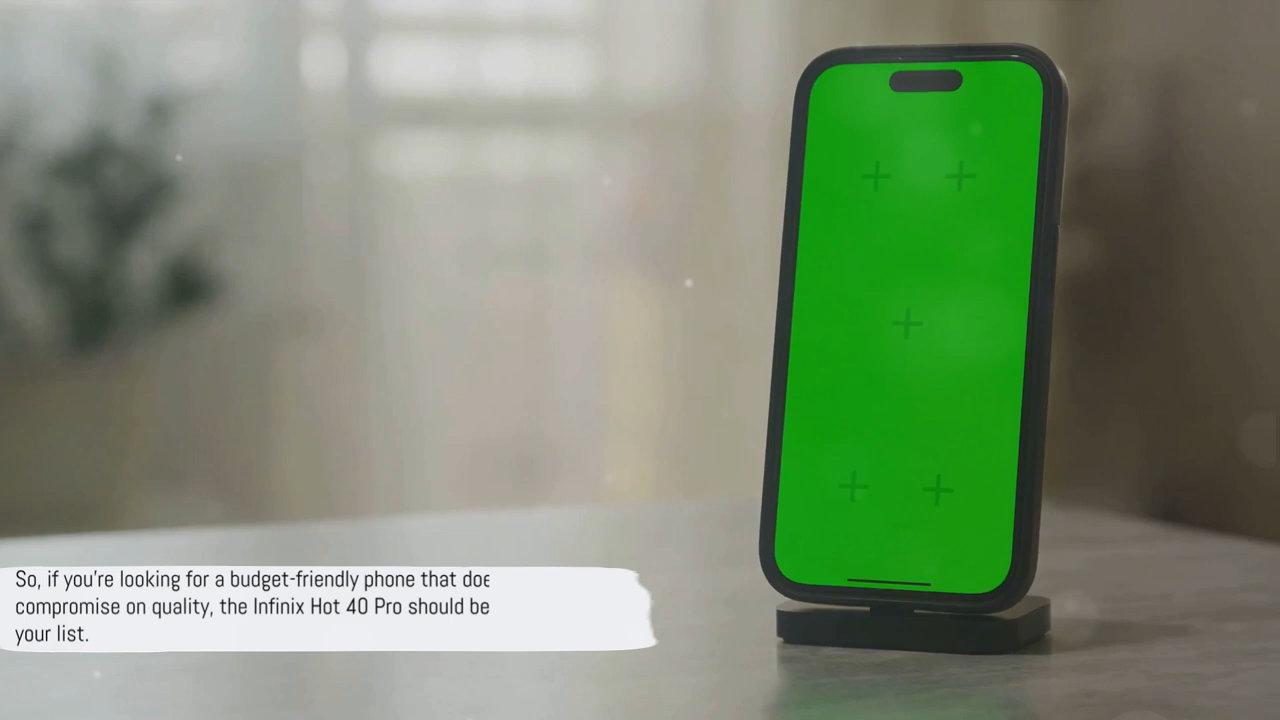 So, if you're looking for a budget-friendly phone that doe
compromise on quality, the Infinix Hot 40 Pro should be
your list.